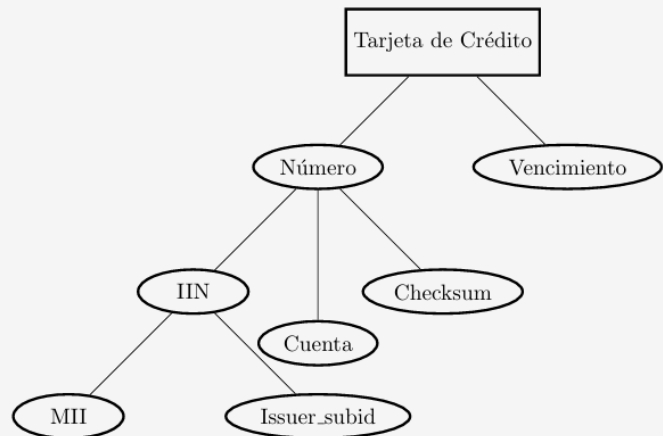 Tarjeta de Crédito
Número
Vencimiento
IIN
Checksum
Cuenta
MII
Issuer_subid